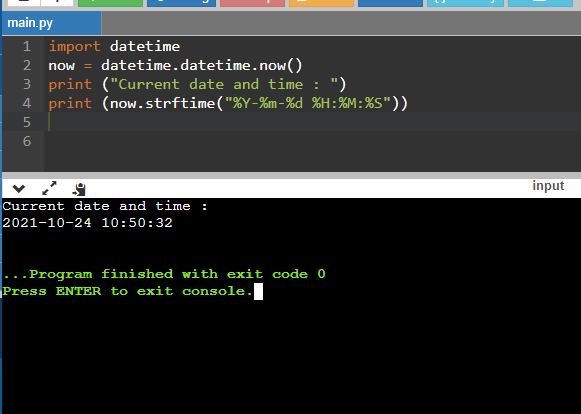 main.py
1 import datetime
2 now = datetime.datetime.now()
3 print ("Current date and time : ")
4 print (now.strftime("%Y-%m-%d %H:%M:%S"))
5
6
input
Current date and time :
2021-10-24 10:50:32
...Program finished with exit code 0
Press ENTER to exit console.